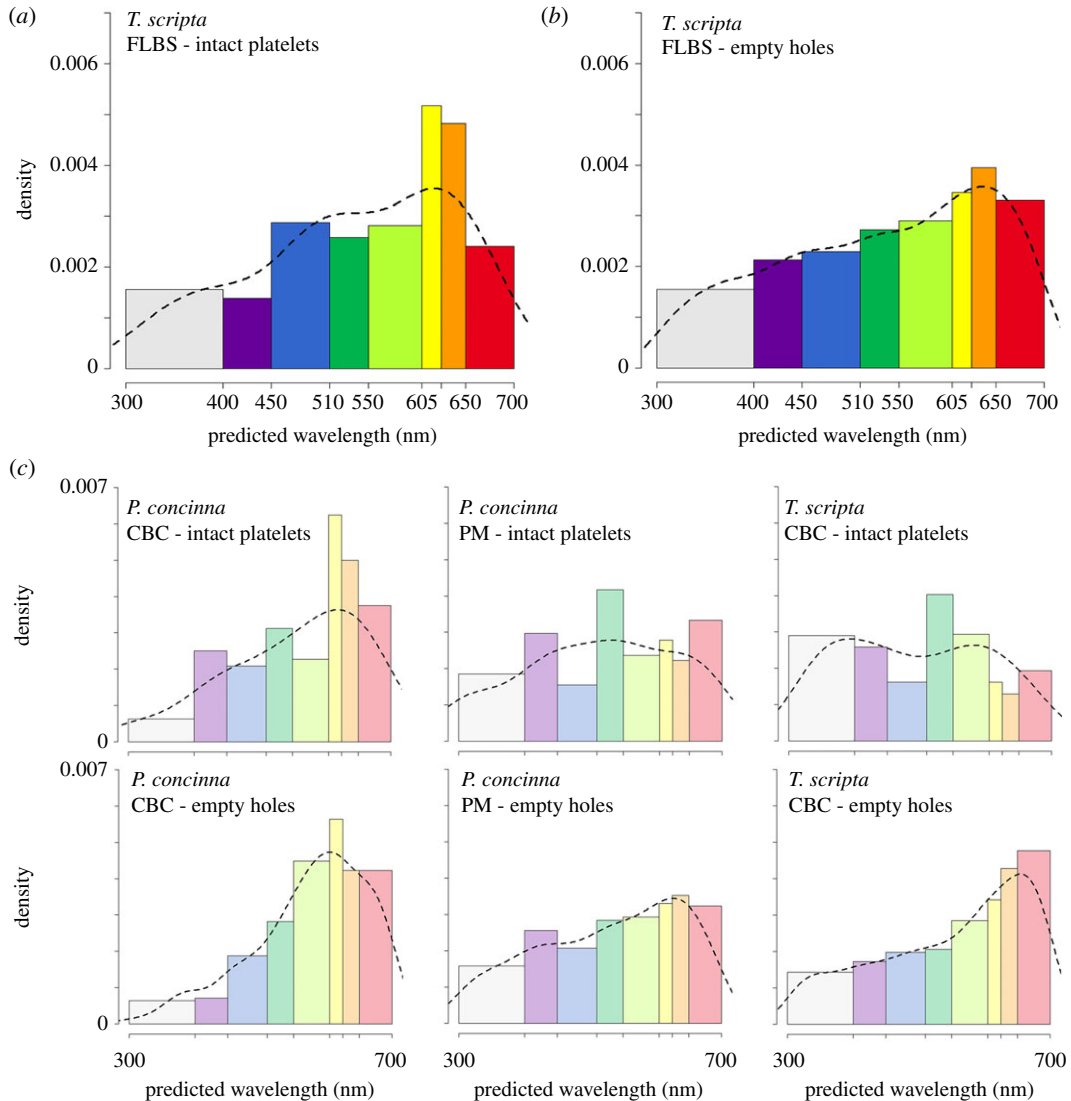 (a)
T. scripta
FLBS - intact platelets
0.006
0.004
0.002
0
density
300 400 450 510 550 605 650 700
predicted wavelength (nm)
(b)
T. scripta
FLBS - empty holes
0.006
0.004
0.002
0
300 400 450 510 550 605 650 700
predicted wavelength (nm)
(c)
0.007
0
density
P. concinna
CBC - intact platelets
P. concinna
PM - intact platelets
T. scripta
CBC - intact platelets
0.007
0
density
P. concinna
CBC - empty holes
P. concinna
PM - empty holes
T. scripta
CBC - empty holes
300 700
predicted wavelength (nm)
300 700
predicted wavelength (nm)
300 700
predicted wavelength (nm)